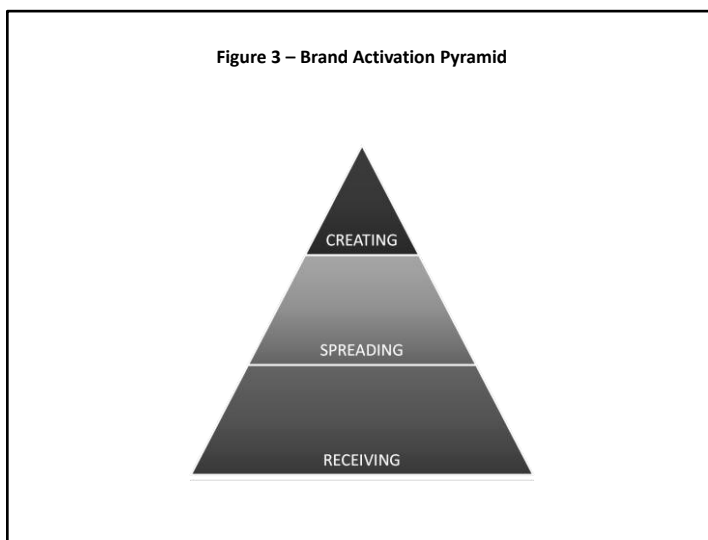 Figure 3 – Brand Activation Pyramid
CREATING
SPREADING
RECEIVING